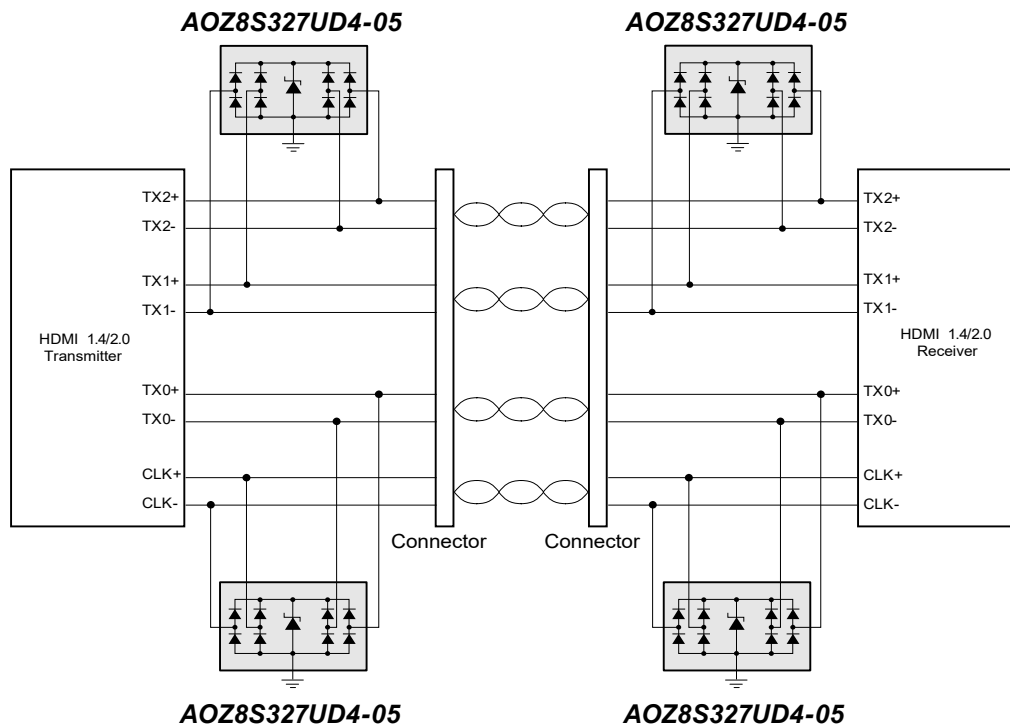 AOZ8S327UD4-05
AOZ8S327UD4-05
HDMI 1.4/2.0
Transmitter
TX2+
TX2-
TX1+
TX1-
TX0+
TX0-
CLK+
CLK-
Connector
Connector
TX2+
TX2-
TX1+
TX1-
TX0+
TX0-
CLK+
CLK-
HDMI 1.4/2.0
Receiver
AOZ8S327UD4-05
AOZ8S327UD4-05